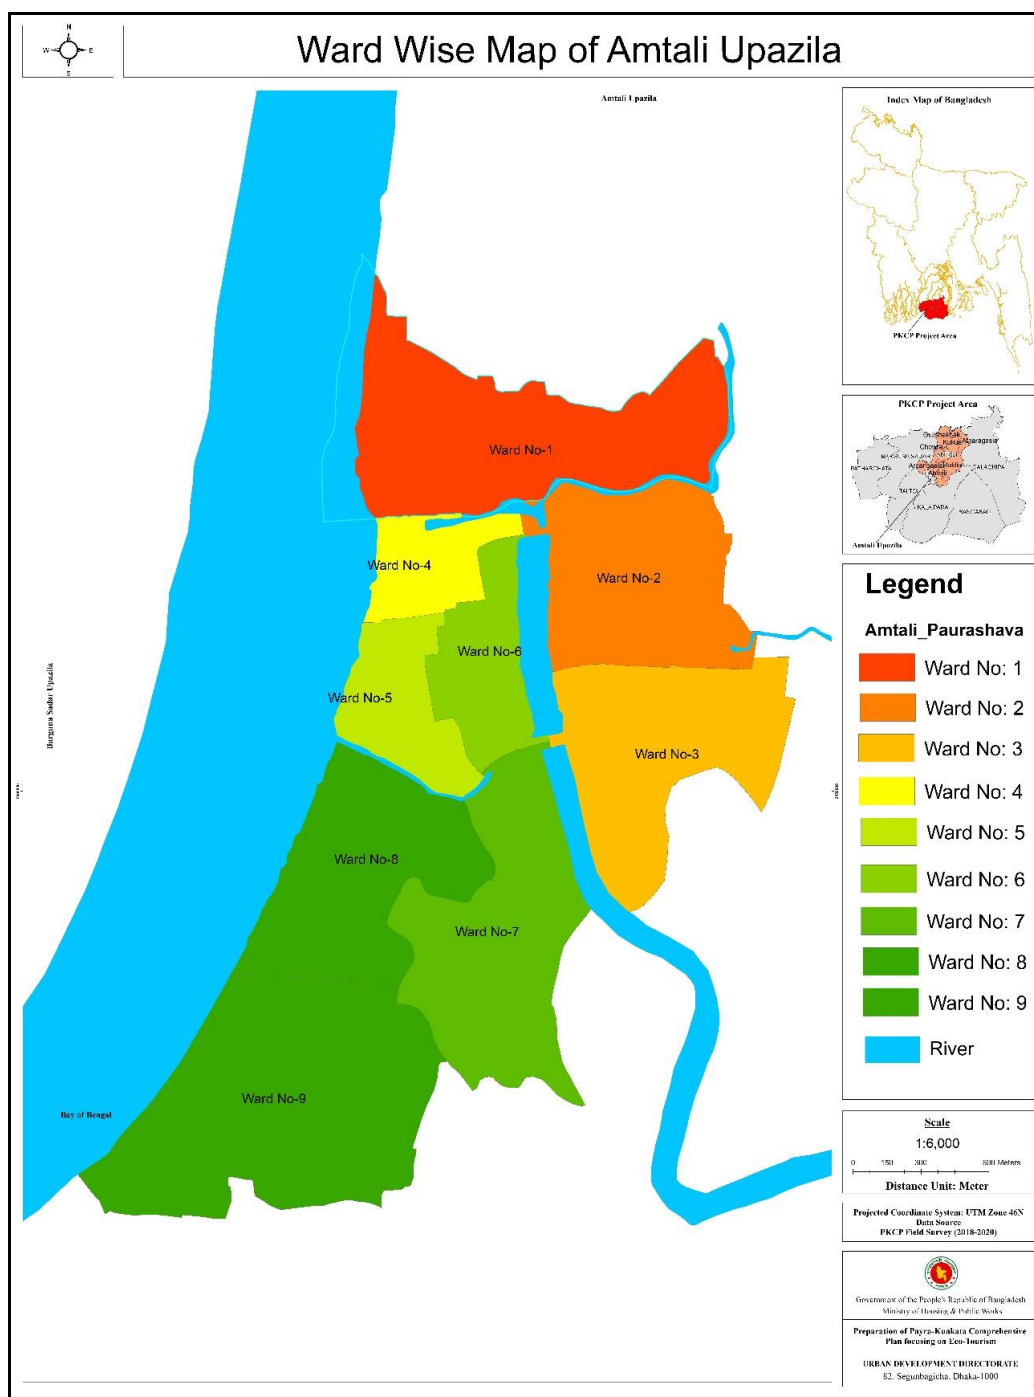 N
W
E
S
Ward Wise Map of Amtali Upazila
Amtali Upazila
Ward No-1
Ward No-4
Ward No-2
Ward No-6
Ward No-5
Ward No-3
Ward No-8
Ward No-7
Ward No-9
Barguna Sadar Upazila
Bay of Bengal
Index Map of Bangladesh
PKCP Project Area
PKCP Project Area
PATHARGHATA
GALACHIPA
TALTOLI
KALAPARA
RANGABALI
Amtali Upazila
Legend
Amtali_Paurashava
Ward No: 1
Ward No: 2
Ward No: 3
Ward No: 4
Ward No: 5
Ward No: 6
Ward No: 7
Ward No: 8
Ward No: 9
River
Scale
1:6,000
0 150 300 600 Meters
Distance Unit: Meter
Projected Coordinate System: UTM Zone 46N
Data Source
PKCP Field Survey (2018-2020)
Government of the People's Republic of Bangladesh
Ministry of Housing & Public Works
Preparation of Payra-Kuakata Comprehensive
Plan focusing on Eco-Tourism
URBAN DEVELOPMENT DIRECTORATE
82, Segunbagicha, Dhaka-1000